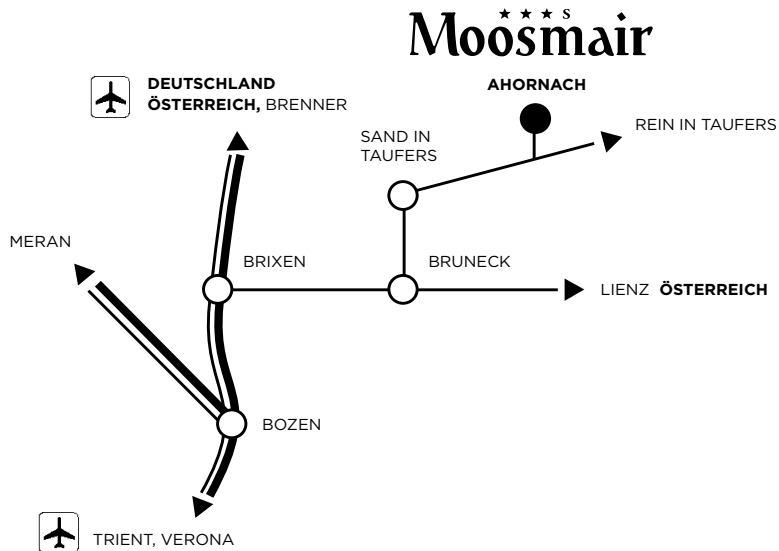 ★ ★ ★ S
Moosmair
DEUTSCHLAND
ÖSTERREICH, BRENNER
AHORNACH
SAND IN
TAUFERS
REIN IN TAUFERS
MERAN
BRIXEN
BRUNECK
LIENZ ÖSTERREICH
BOZEN
TRIENT, VERONA